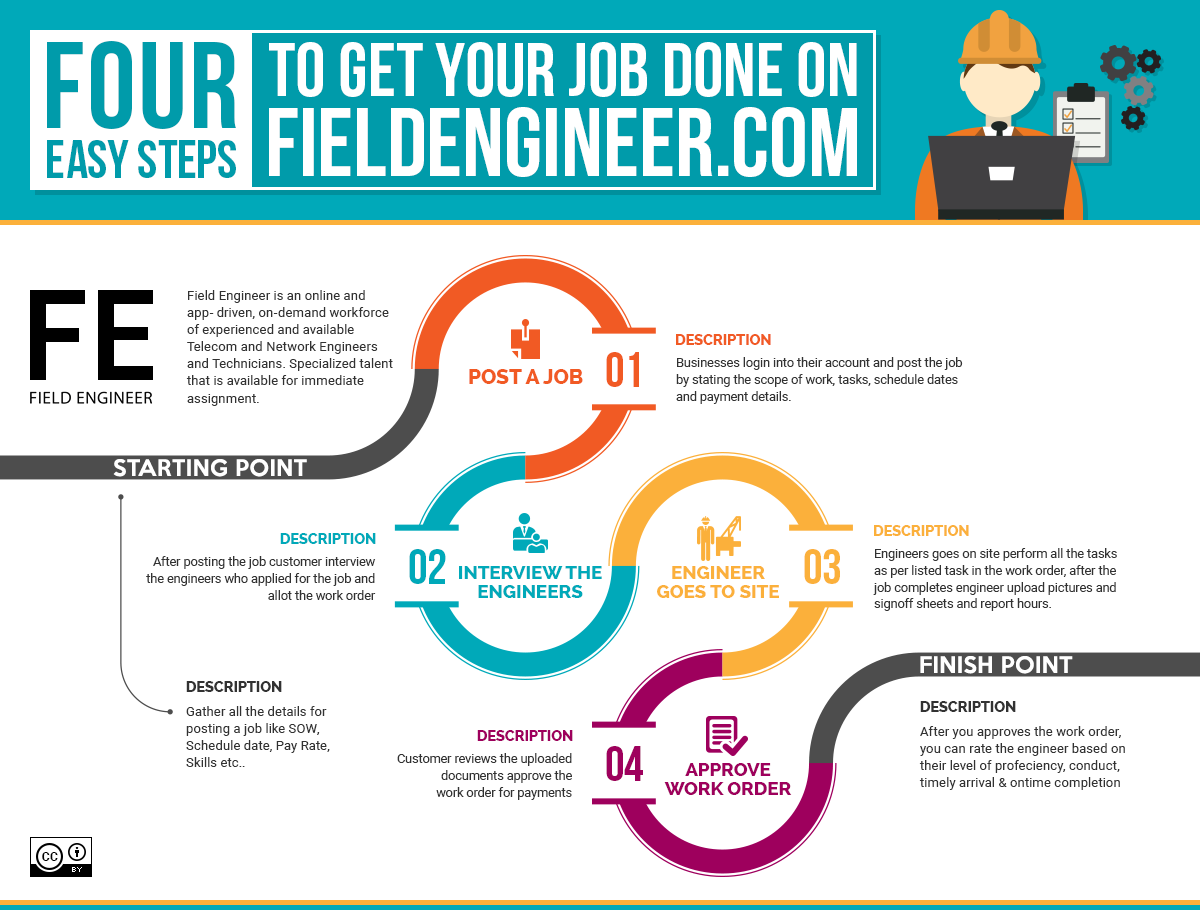 FOUR
EASY STEPS
TO GET YOUR JOB DONE ON
FIELDENGINEER.COM
FE
FIELD ENGINEER
Field Engineer is an online and
app- driven, on-demand workforce
of experienced and available
Telecom and Network Engineers
and Technicians. Specialized talent
that is available for immediate
assignment.
STARTING POINT
DESCRIPTION
Gather all the details for
posting a job like SOW,
Schedule date, Pay Rate,
Skills etc..
POST A JOB
01
DESCRIPTION
Businesses login into their account and post the job
by stating the scope of work, tasks, schedule dates
and payment details.
DESCRIPTION
After posting the job customer interview
the engineers who applied for the job and
allot the work order
02
INTERVIEW THE
ENGINEERS
ENGINEER
GOES TO SITE
03
DESCRIPTION
Engineers goes on site perform all the tasks
as per listed task in the work order, after the
job completes engineer upload pictures and
signoff sheets and report hours.
DESCRIPTION
Customer reviews the uploaded
documents approve the
work order for payments
04
APPROVE
WORK ORDER
FINISH POINT
DESCRIPTION
After you approves the work order,
you can rate the engineer based on
their level of profeciency, conduct,
timely arrival & ontime completion
CC
BY